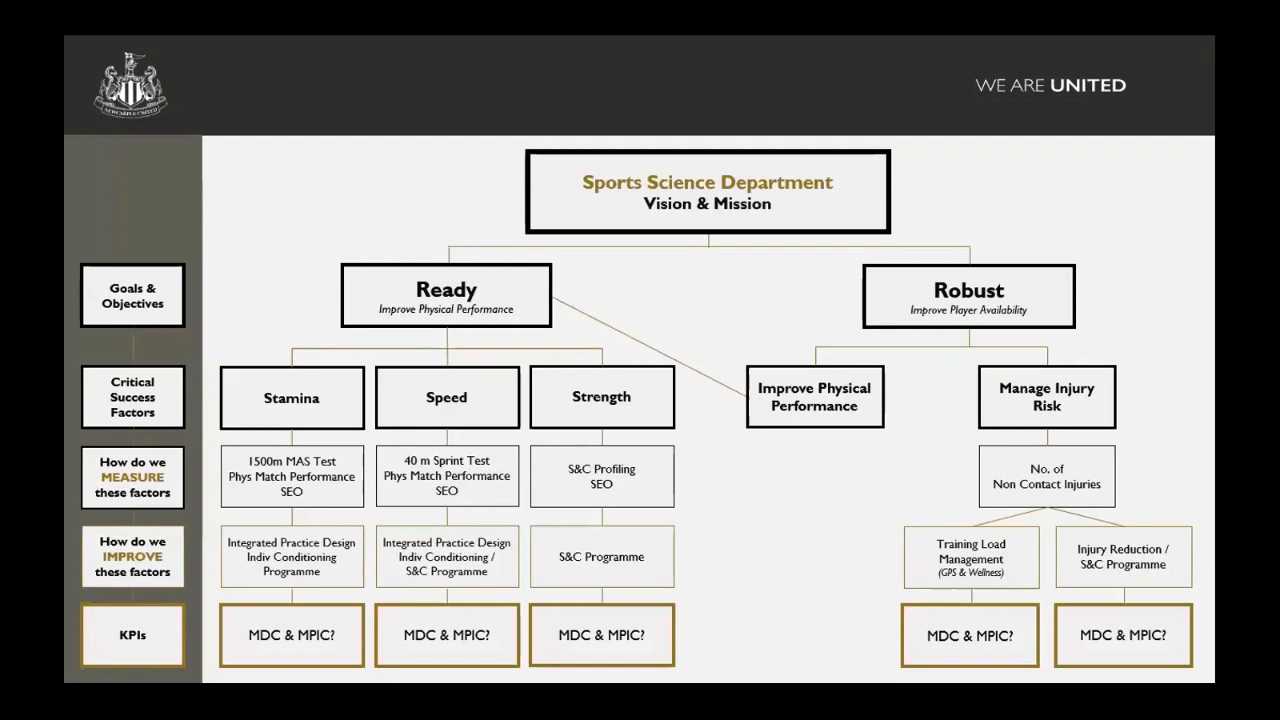 NEWCASTLE UNITED
WE ARE UNITED
Sports Science Department
Vision & Mission
Goals &
Objectives
Ready
Improve Physical Performance
Robust
Improve Player Availability
Critical
Success
Factors
Stamina
Speed
Strength
Improve Physical
Performance
Manage Injury
Risk
How do we
MEASURE
these factors
1500m MAS Test
Phys Match Performance
SEO
40 m Sprint Test
Phys Match Performance
SEO
S&C Profiling
SEO
No. of
Non Contact Injuries
How do we
IMPROVE
these factors
Integrated Practice Design
Indiv Conditioning
Programme
Integrated Practice Design
Indiv Conditioning /
S&C Programme
S&C Programme
Training Load
Management
(GPS & Wellness)
Injury Reduction /
S&C Programme
KPIs
MDC & MPIC?
MDC & MPIC?
MDC & MPIC?
MDC & MPIC?
MDC & MPIC?